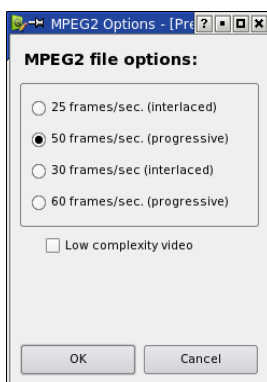 MPEG2 Options - [Pre
MPEG2 file options:
25 frames/sec. (interlaced)
50 frames/sec. (progressive)
30 frames/sec (interlaced)
60 frames/sec. (progressive)
Low complexity video
OK
Cancel